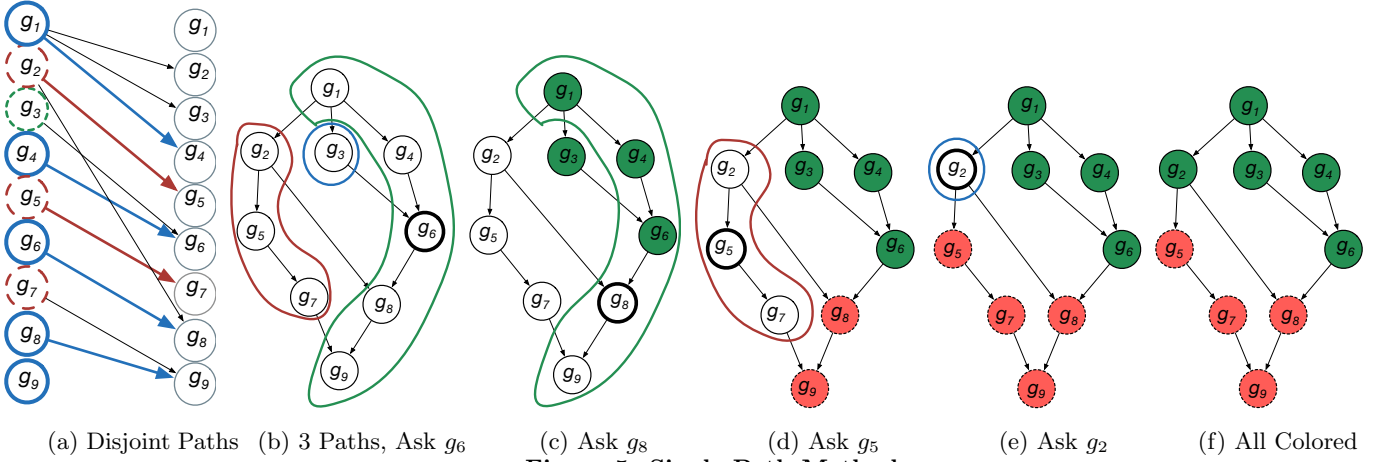 g1 g1
g2 g2
g3 g3
g4 g4
g5 g5
g6 g6
g7 g7
g8 g8
g9 g9
g1
g2 g3 g4
g5 g6
g7 g8
g9
g1
g2 g3 g4
g5 g6
g7 g8
g9
g1
g2 g3 g4
g5 g6
g7 g8
g9
g1
g2 g3 g4
g5 g6
g7 g8
g9
g1
g2 g3 g4
g5 g6
g7 g8
g9
(a) Disjoint Paths (b) 3 Paths, Ask g6 (c) Ask g8 (d) Ask g5 (e) Ask g2 (f) All Colored